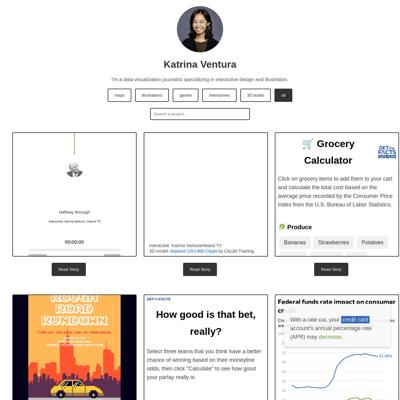 Katrina Ventura
I'm a data visualization journalist specializing in interactive design and illustration.
maps
illustrations
games
interactives
3D builds
all
Search a project...
Halfway through
Interactive: Katrina Ventura/Hearst TV
00:00:00
Read Story
Interactive: Katrina Ventura/Hearst TV
3D model: Airplane CRJ-900 Cityjet by CityJet Training,
Read Story
🛒 Grocery
Calculator
GET THE
FACTS
Click on grocery items to add them to your cart
and calculate the total cost based on the
average price recorded by the Consumer Price
Index from the U.S. Bureau of Labor Statistics.
🥬 Produce
Bananas
Strawberries
Potatoes
Read Story
ROUGH
ROAD
RUNDOWN
GET THE FACTS
How good is that bet,
really?
Select three teams that you think have a better
chance of winning based on their moneyline
odds, then click "Calculate" to see how good
your parlay really is.
Federal funds rate impact on consumer
With a rate cut, your credit card
account's annual percentage rate
(APR) may decrease.